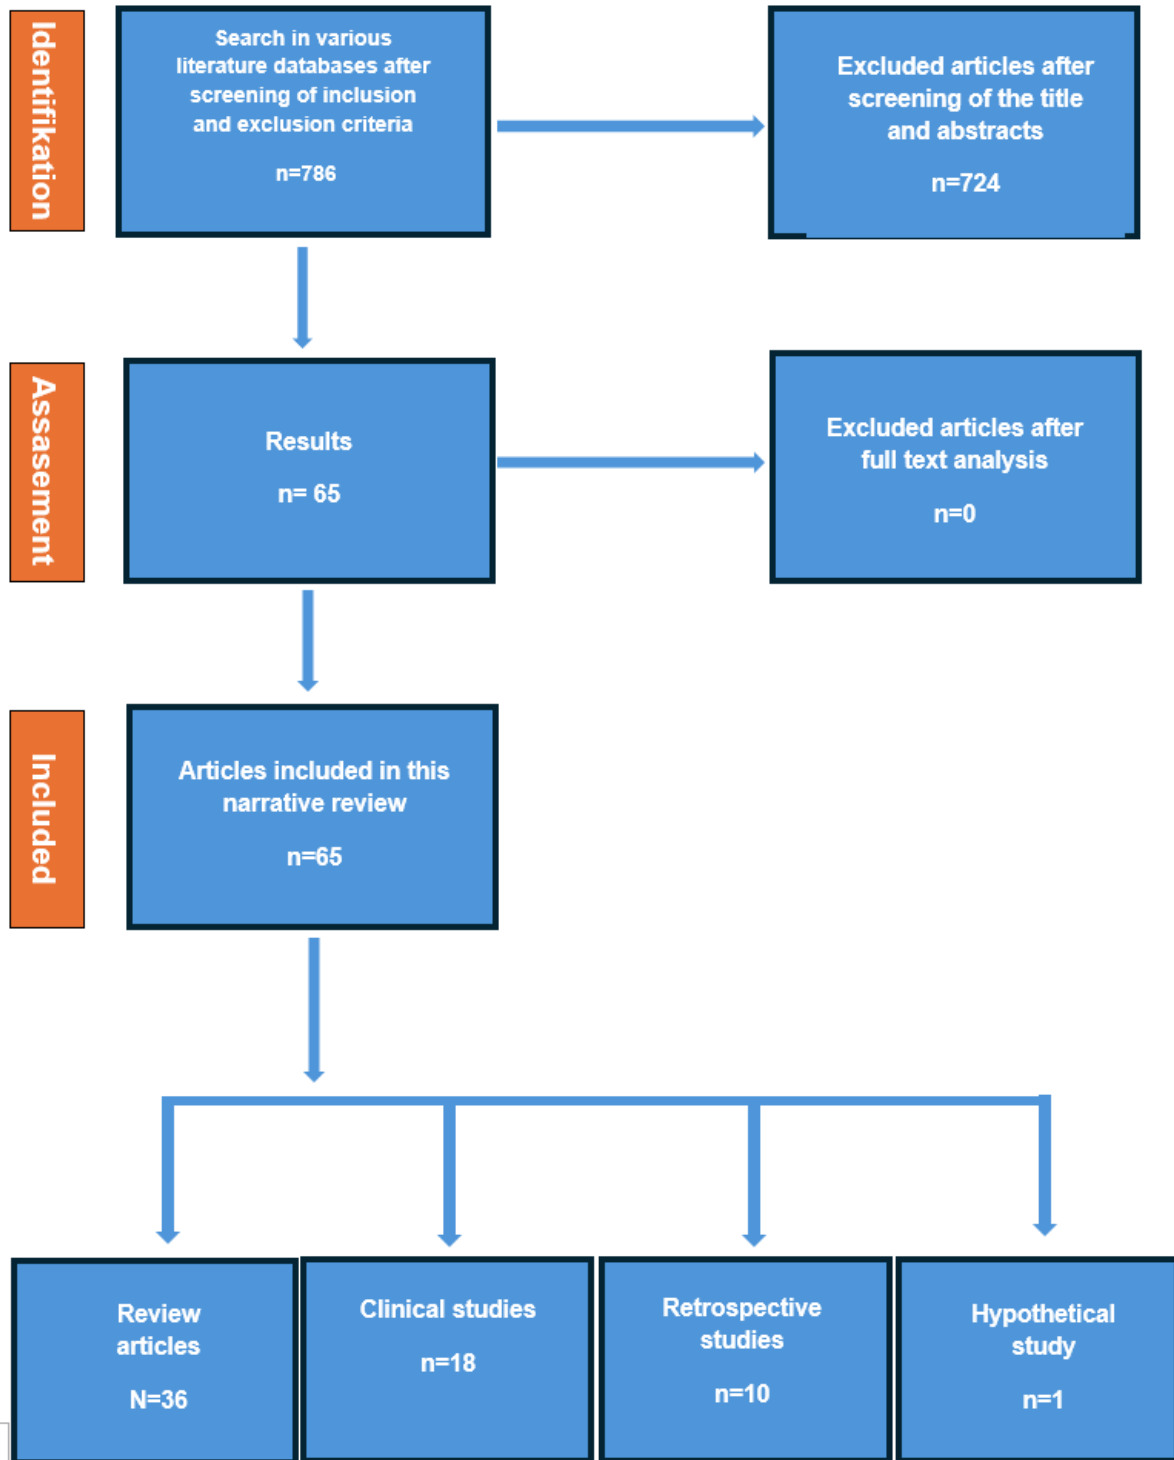 Identifikation
Search in various
literature databases after
screening of inclusion
and exclusion criteria
n=786
Excluded articles after
screening of the title
and abstracts
n=724
Assasement
Results
n= 65
Excluded articles after
full text analysis
n=0
Included
Articles included in this
narrative review
n=65
Review
articles
N=36
Clinical studies
n=18
Retrospective
studies
n=10
Hypothetical
study
n=1